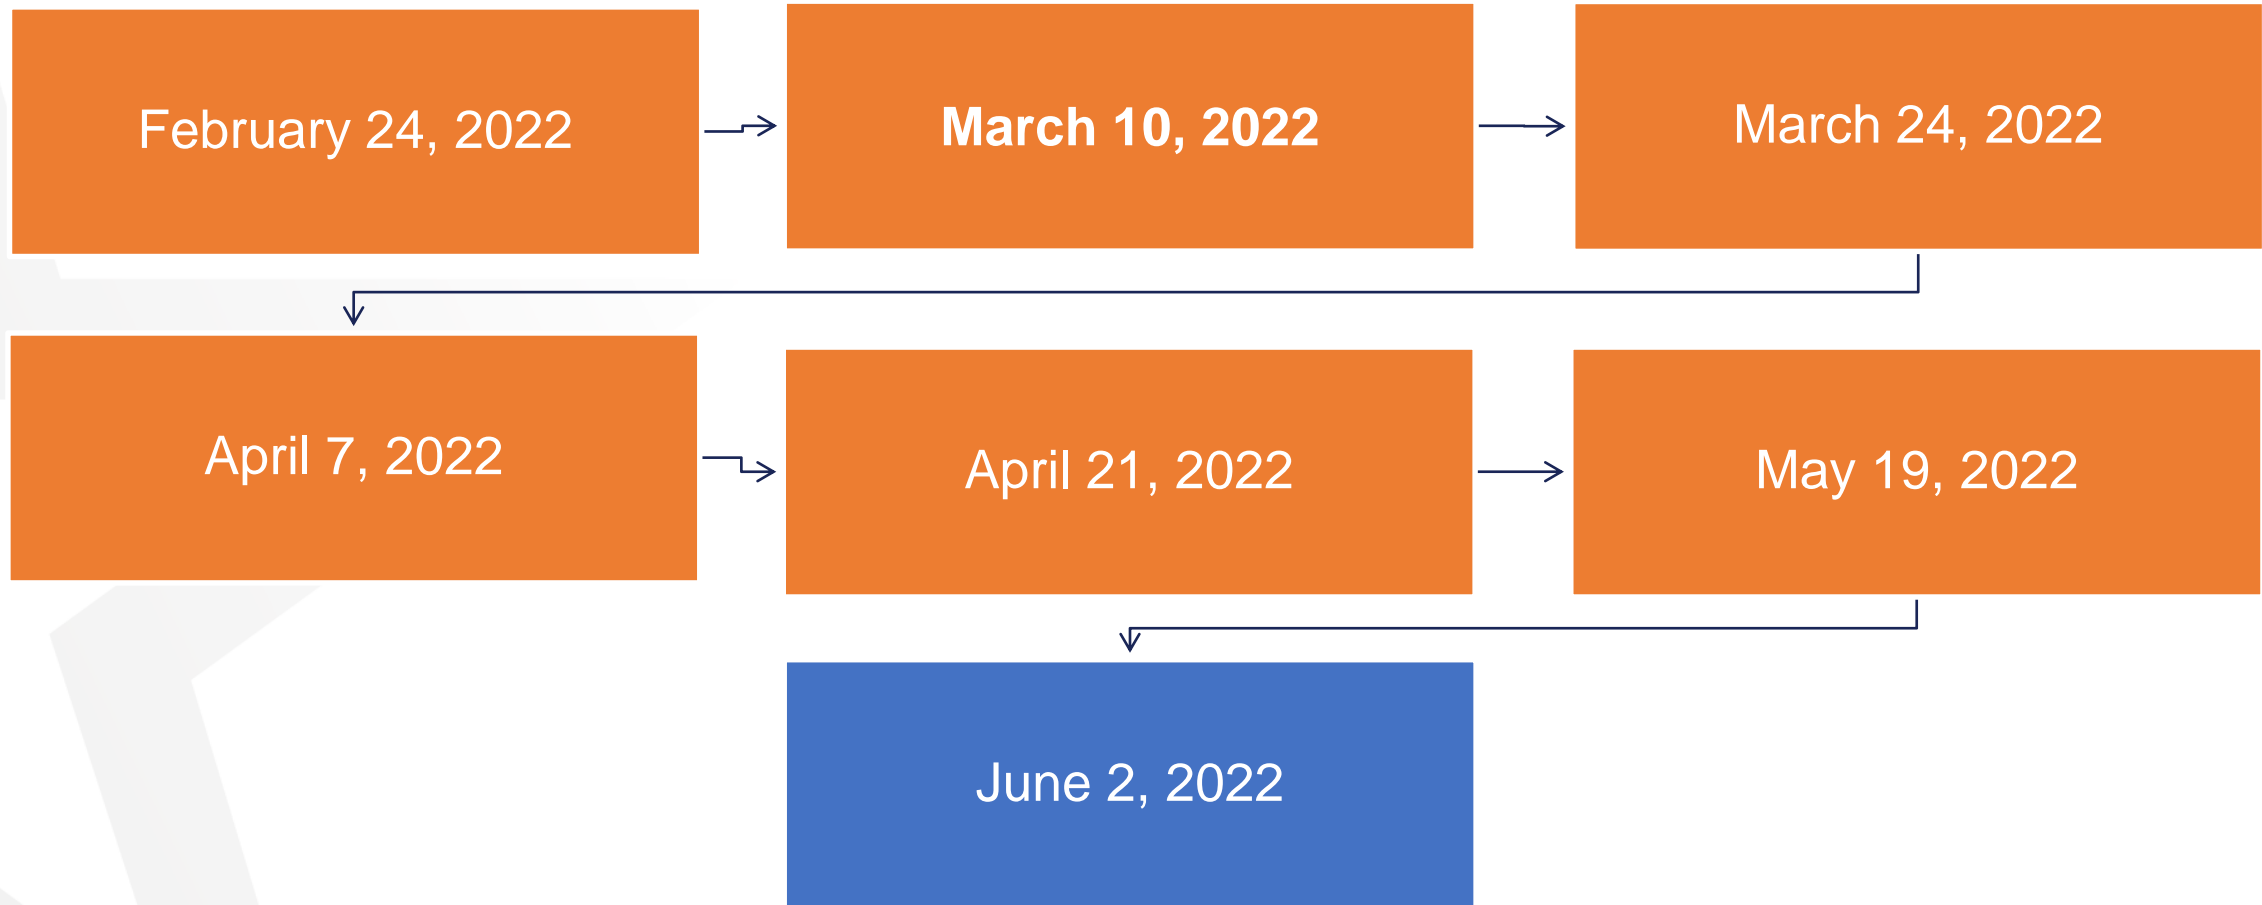 February 24, 2022
March 10, 2022
March 24, 2022
April 7, 2022
April 21, 2022
May 19, 2022
June 2, 2022